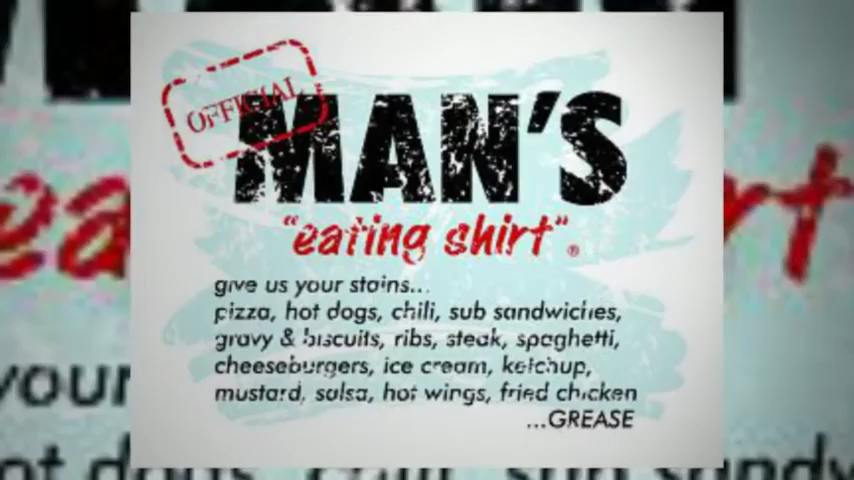 OFFICIAL
MAN'S
"eating shirt"®
give us your stains...
pizza, hot dogs, chili, sub sandwiches,
gravy & biscuits, ribs, steak, spaghetti,
cheeseburgers, ice cream, ketchup,
mustard, salsa, hot wings, fried chicken
...GREASE